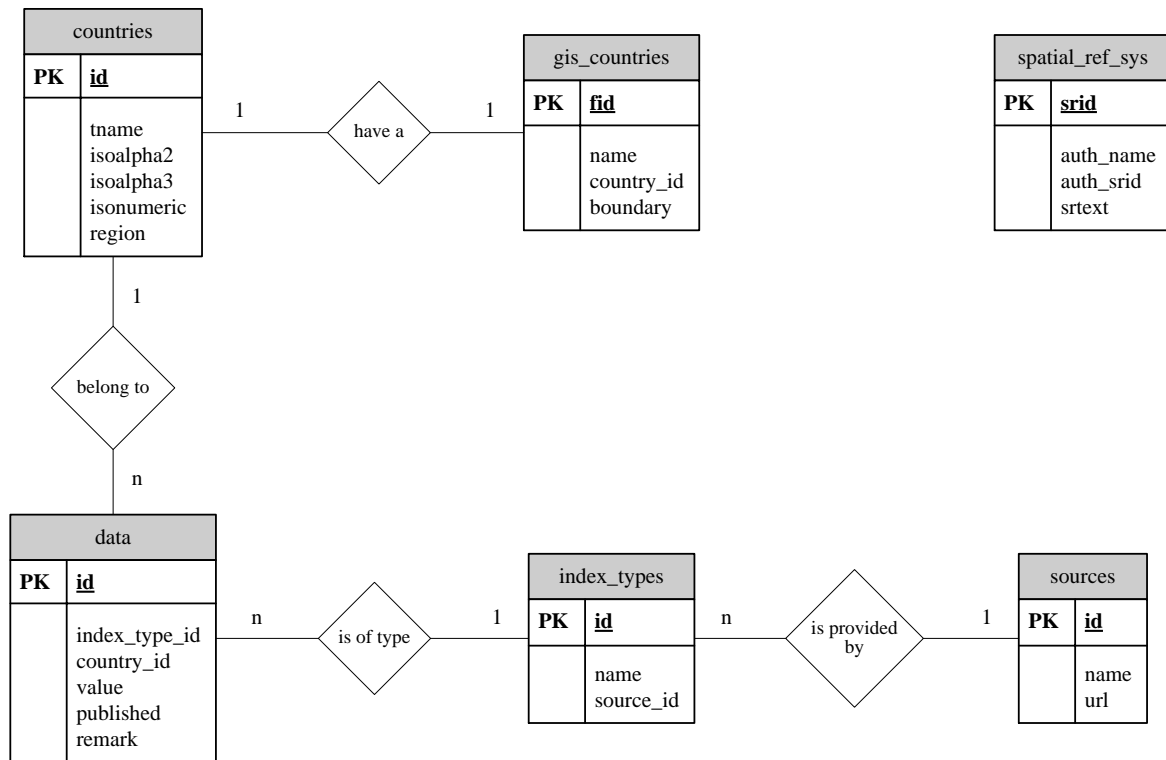 countries
PK id
tname
isoalpha2
isoalpha3
isonumeric
region
1
have a
1
gis_countries
PK fid
name
country_id
boundary
spatial_ref_sys
PK srid
auth_name
auth_srid
srtext
1
belong to
n
data
PK id
index_type_id
country_id
value
published
remark
n
is of type
1
index_types
PK id
name
source_id
n
is provided
by
1
sources
PK id
name
url